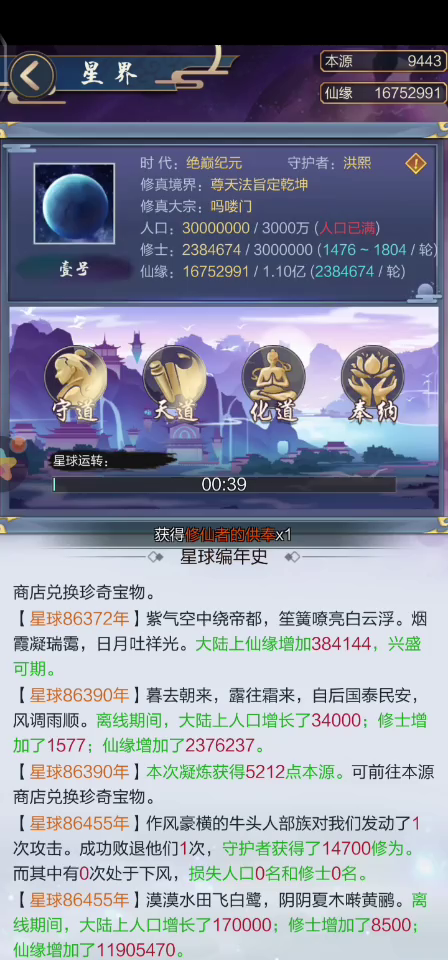 星界
本源 9443
仙缘 16752991
时代：绝巅纪元 守护者：洪熙
修真境界：尊天法旨定乾坤
修真大宗：吗喽门
人口：30000000 / 3000万 (人口已满)
修士：2384674 / 3000000 (1476 ~ 1804 / 轮)
仙缘：16752991 / 1.10亿 (2384674 / 轮)
壹号
守道 天道 化道 奉纳
星球运转：
00:39
获得修仙者的供奉x1
星球编年史
商店兑换珍奇宝物。
【星球86372年】紫气空中绕帝都，笙簧嘹亮白云浮。烟
霞凝瑞霭，日月吐祥光。大陆上仙缘增加384144，兴盛
可期。
【星球86390年】暮去朝来，露往霜来，自后国泰民安，
风调雨顺。离线期间，大陆上人口增长了34000；修士增
加了1577；仙缘增加了2376237。
【星球86390年】本次凝炼获得5212点本源。可前往本源
商店兑换珍奇宝物。
【星球86455年】作风豪横的牛头人部族对我们发动了1
次攻击。成功败退他们1次，守护者获得了14700修为。
而其中有0次处于下风，损失人口0名和修士0名。
【星球86455年】漠漠水田飞白鹭，阴阴夏木啭黄鹂。离
线期间，大陆上人口增长了170000；修士增加了8500；
仙缘增加了11905470。